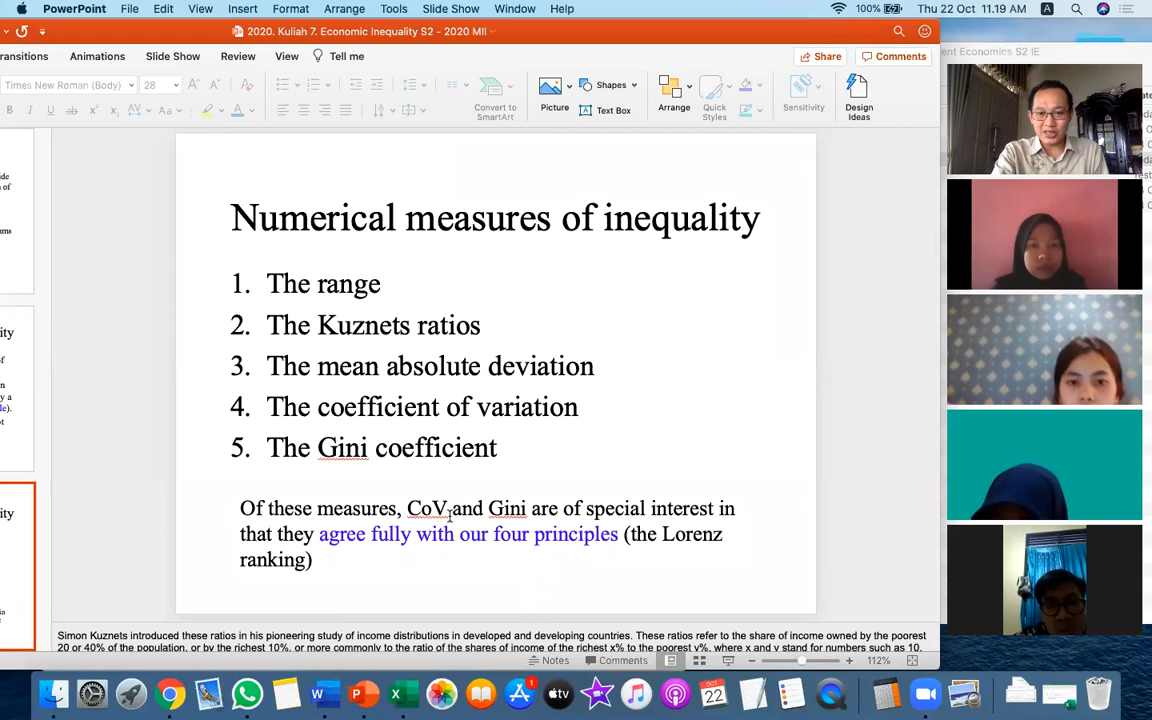 PowerPoint File Edit View Insert Format Arrange Tools Slide Show Window Help 100% Thu 22 Oct 11.19 AM A
2020. Kuliah 7. Economic Inequality S2 - 2020 MII
ent Economics S2 IE
ransitions Animations Slide Show Review View Tell me Share Comments
Times New Roman (Body) 28
Convert to SmartArt
Picture
Shapes
Text Box
Arrange
Quick Styles
Sensitivity
Design Ideas
Numerical measures of inequality
1. The range
2. The Kuznets ratios
3. The mean absolute deviation
4. The coefficient of variation
5. The Gini coefficient
Of these measures, CoV and Gini are of special interest in
that they agree fully with our four principles (the Lorenz
ranking)
Simon Kuznets introduced these ratios in his pioneering study of income distributions in developed and developing countries. These ratios refer to the share of income owned by the poorest
20 or 40% of the population, or by the richest 10%, or more commonly to the ratio of the shares of income of the richest x% to the poorest y%, where x and y stand for numbers such as 10,
Notes Comments 112%
OCT
22
tv
1